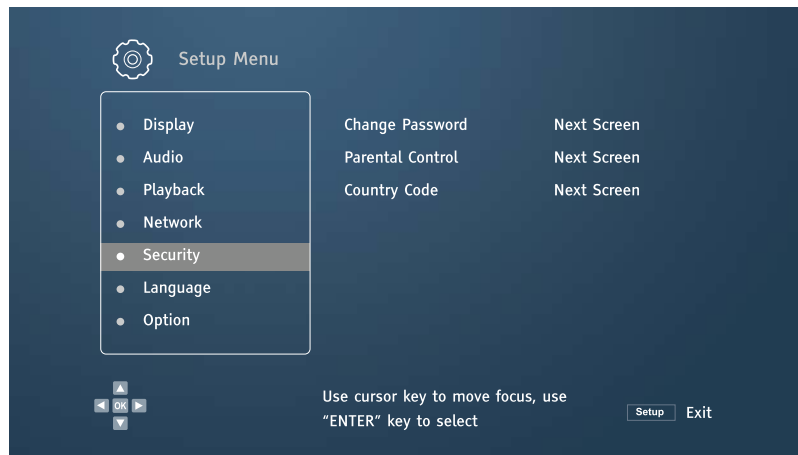 Setup Menu
Display
Audio
Playback
Network
Security
Language
Option
Change Password Next Screen
Parental Control Next Screen
Country Code Next Screen
OK
Use cursor key to move focus, use
“ENTER” key to select
Setup Exit